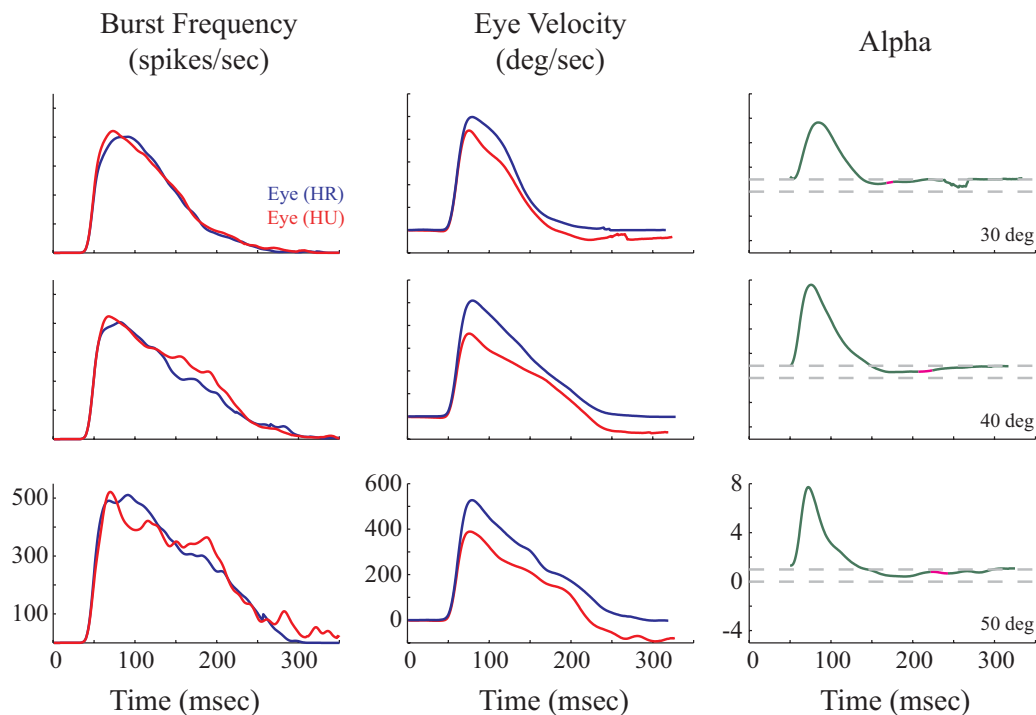 Burst Frequency
(spikes/sec)
Eye Velocity
(deg/sec)
Alpha
Eye (HR)
Eye (HU)
30 deg
40 deg
500
300
100
0 100 200 300
Time (msec)
600
400
200
0
0 100 200 300
Time (msec)
8
4
0
-4
50 deg
0 100 200 300
Time (msec)